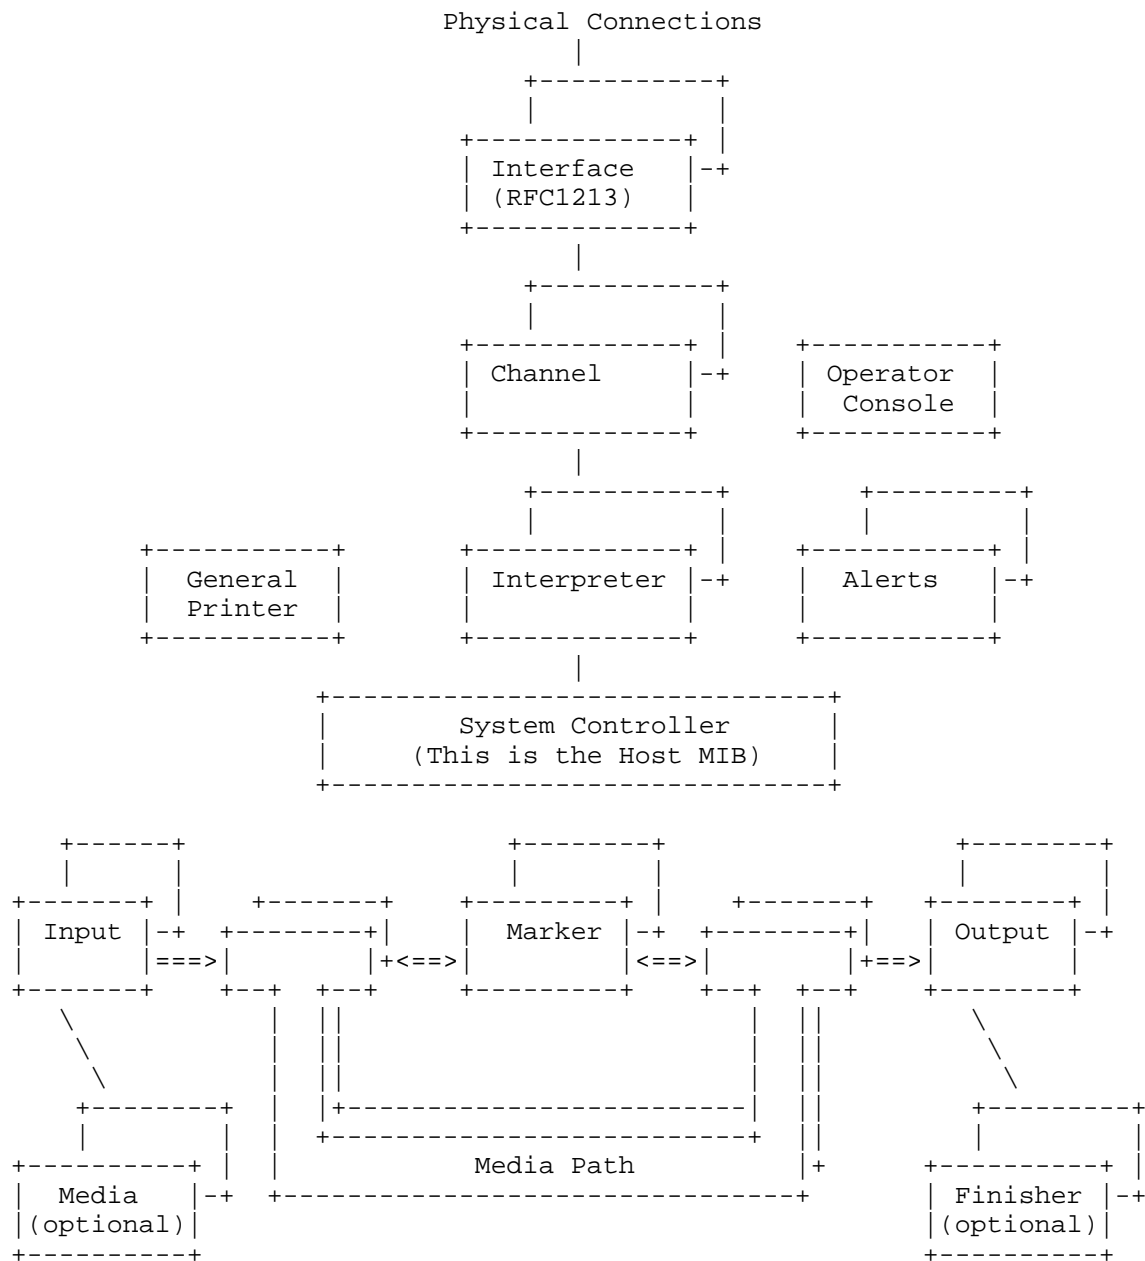 Physical Connections
Interface
(RFC1213)
Channel
Operator
Console
General
Printer
Interpreter
Alerts
System Controller
(This is the Host MIB)
Input
Marker
Output
Media Path
Media
(optional)
Finisher
(optional)